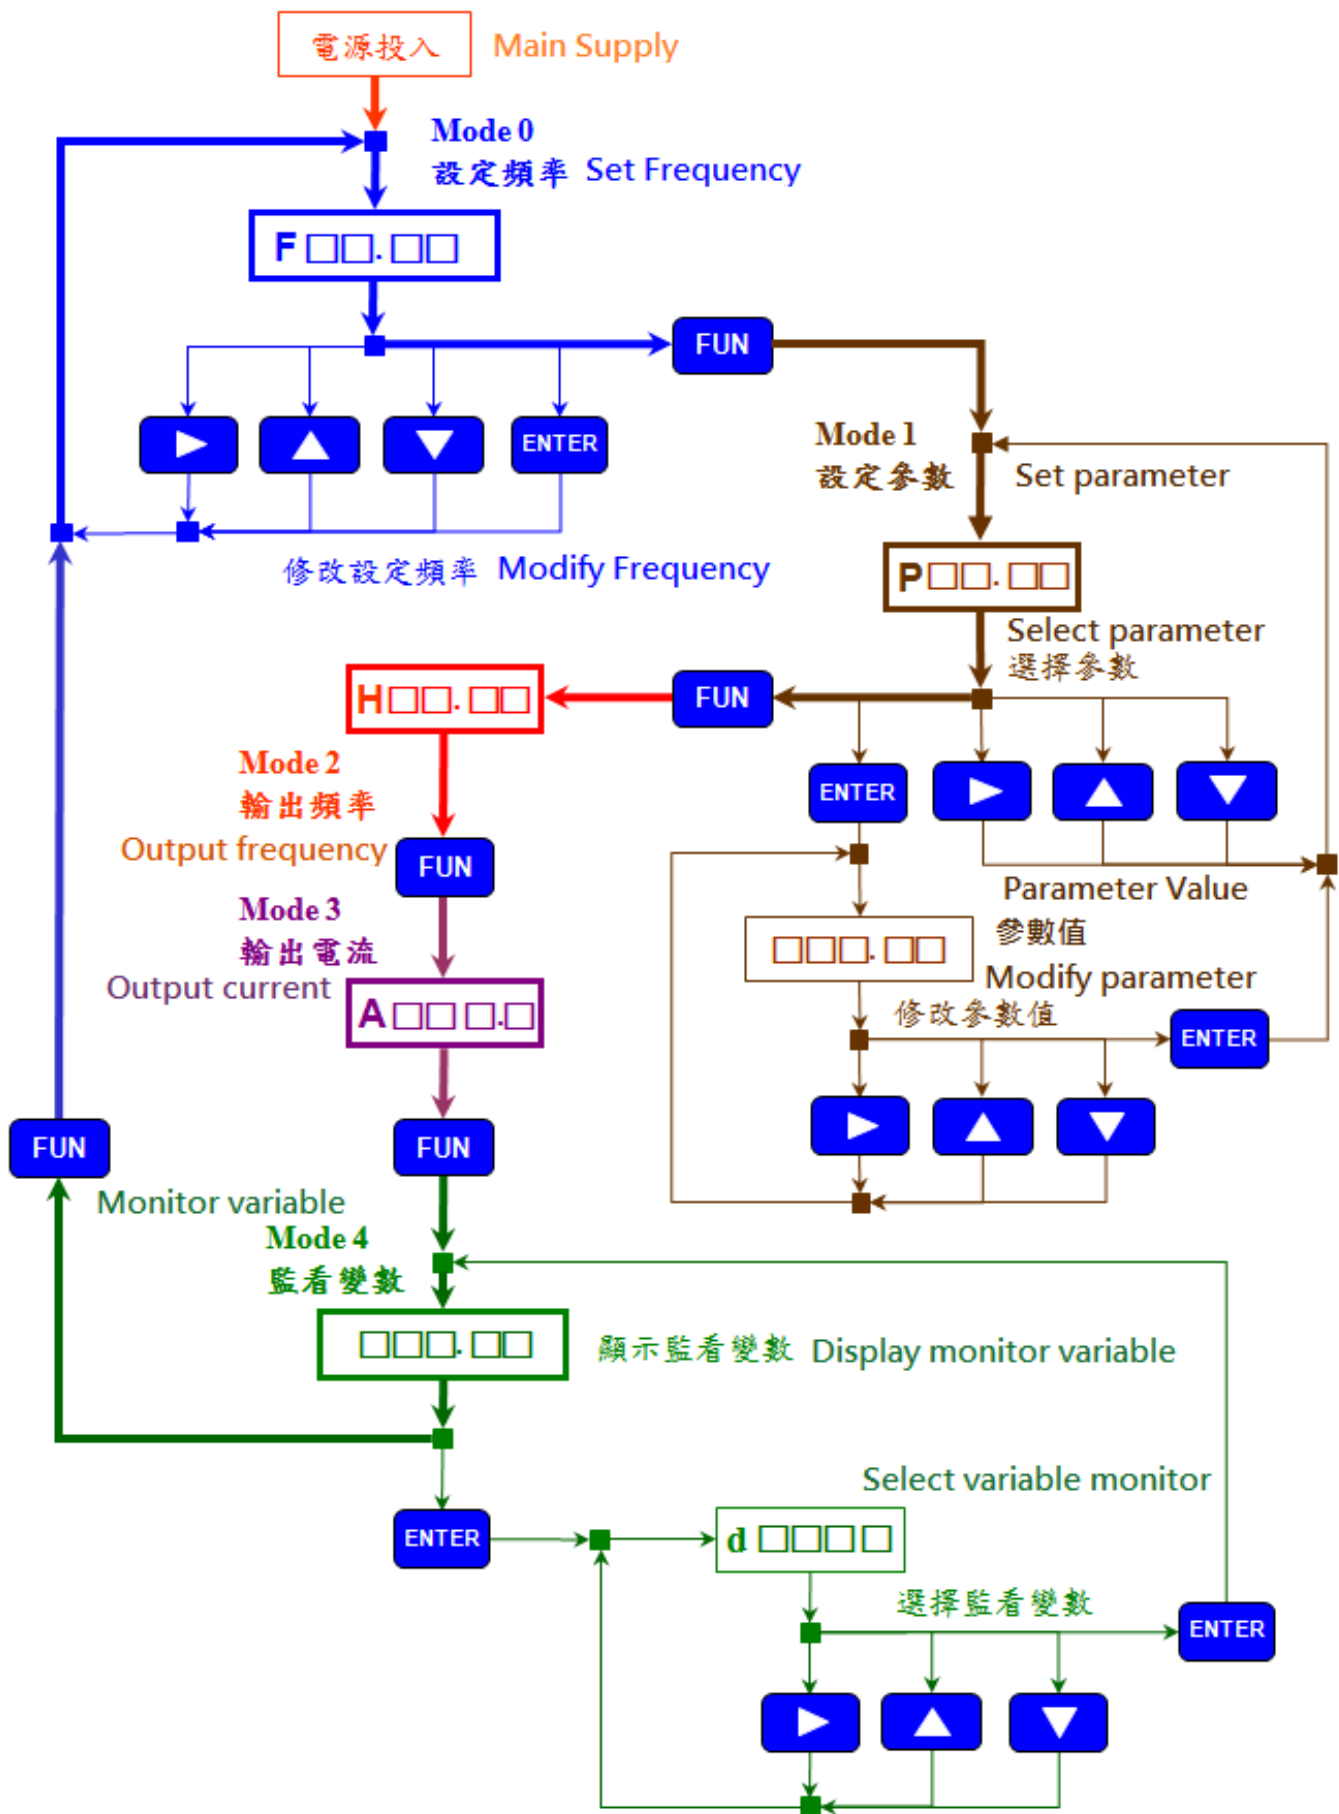 電源投入 Main Supply
Mode 0
設定頻率 Set Frequency
F□□.□□
FUN
ENTER
Mode 1
設定參數 Set parameter
修改設定頻率 Modify Frequency
P□□.□□
Select parameter
選擇參數
H□□.□□
FUN
Mode 2
輸出頻率
ENTER
Output frequency
FUN
Parameter Value
Mode 3
參數值
輸出電流
□□□.□□
Output current
Modify parameter
A□□□.□
修改參數值
ENTER
FUN
FUN
Monitor variable
Mode 4
監看變數
□□□.□□
顯示監看變數 Display monitor variable
Select variable monitor
ENTER
d□□□□
選擇監看變數
ENTER